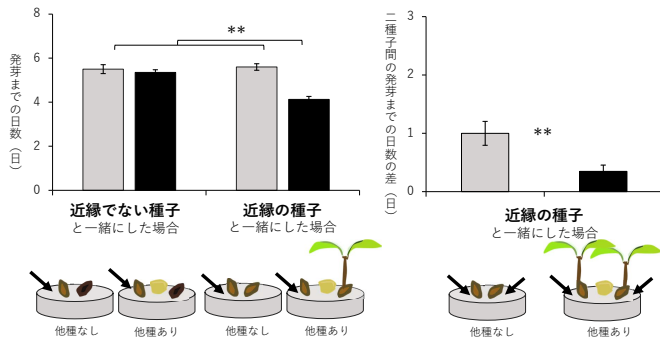 発芽までの日数（日）
8
6
4
2
0
**
近縁でない種子
と一緒にした場合
近縁の種子
と一緒にした場合
他種なし
他種あり
他種なし
他種あり
二種子間の発芽までの日数の差（日）
3
2
1
0
**
近縁の種子
と一緒にした場合
他種なし
他種あり